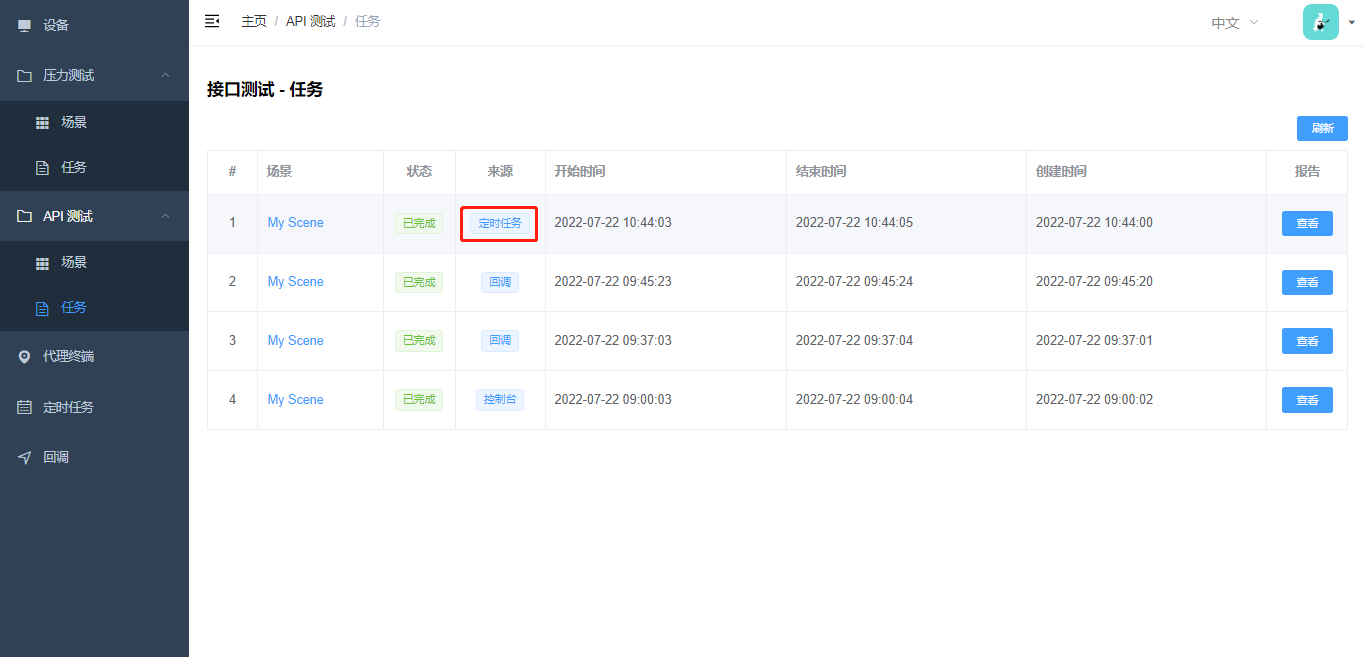 设备
压力测试
场景
任务
API 测试
场景
任务
代理终端
定时任务
回调
主页 / API 测试 / 任务
中文
接口测试 - 任务
刷新
# 场景 状态 来源 开始时间 结束时间 创建时间 报告
1 My Scene 已完成 定时任务 2022-07-22 10:44:03 2022-07-22 10:44:05 2022-07-22 10:44:00 查看
2 My Scene 已完成 回调 2022-07-22 09:45:23 2022-07-22 09:45:24 2022-07-22 09:45:20 查看
3 My Scene 已完成 回调 2022-07-22 09:37:03 2022-07-22 09:37:04 2022-07-22 09:37:01 查看
4 My Scene 已完成 控制台 2022-07-22 09:00:03 2022-07-22 09:00:04 2022-07-22 09:00:02 查看